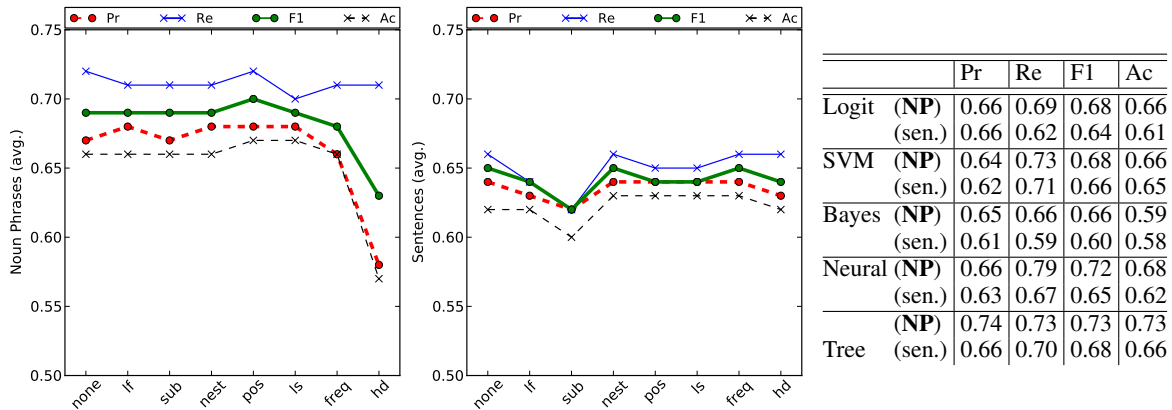 Pr Re F1 Ac
0.75
0.70
0.65
0.60
0.55
0.50
Noun Phrases (avg.)
none lf sub nest pos ls freq hd
Pr Re F1 Ac
0.75
0.70
0.65
0.60
0.55
0.50
Sentences (avg.)
none lf sub nest pos ls freq hd
Pr Re F1 Ac
Logit (NP) 0.66 0.69 0.68 0.66
(sen.) 0.66 0.62 0.64 0.61
SVM (NP) 0.64 0.73 0.68 0.66
(sen.) 0.62 0.71 0.66 0.65
Bayes (NP) 0.65 0.66 0.66 0.59
(sen.) 0.61 0.59 0.60 0.58
Neural (NP) 0.66 0.79 0.72 0.68
(sen.) 0.63 0.67 0.65 0.62
(NP) 0.74 0.73 0.73 0.73
Tree (sen.) 0.66 0.70 0.68 0.66